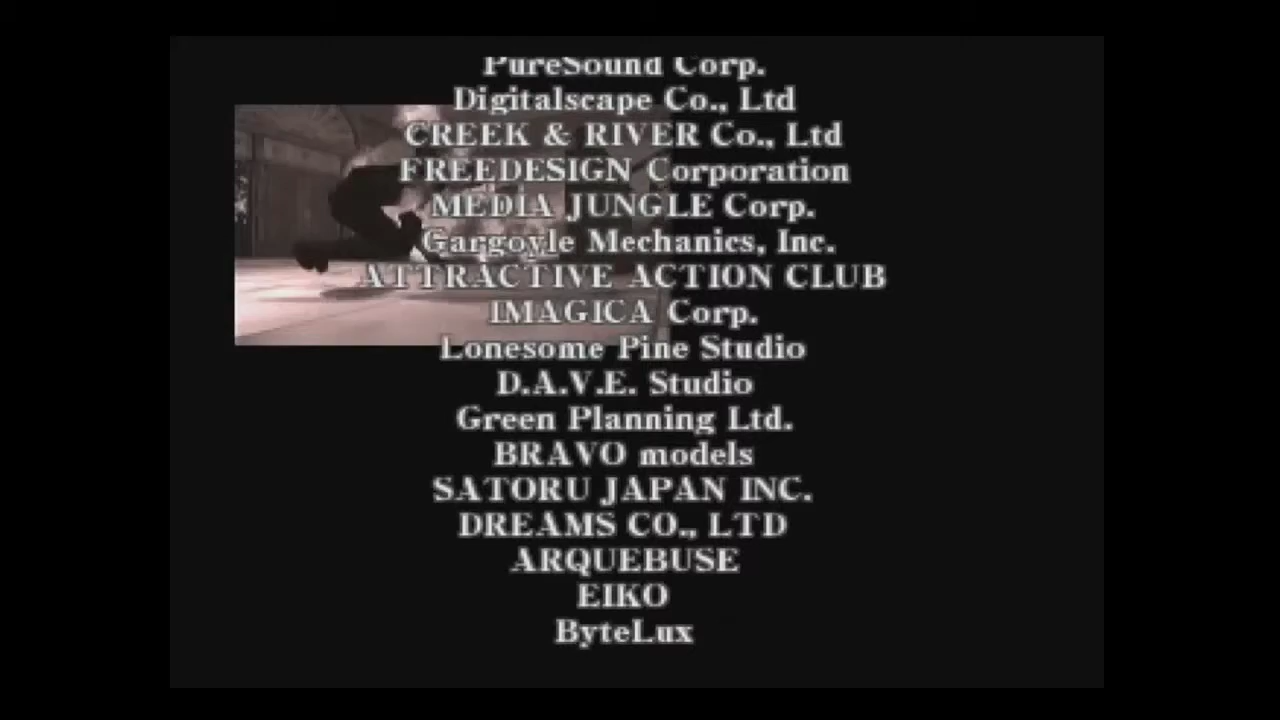 PureSound Corp.
Digitalscape Co., Ltd
CREEK & RIVER Co., Ltd
FREEDESIGN Corporation
MEDIA JUNGLE Corp.
Gargoyle Mechanics, Inc.
ATTRACTIVE ACTION CLUB
IMAGICA Corp.
Lonesome Pine Studio
D.A.V.E. Studio
Green Planning Ltd.
BRAVO models
SATORU JAPAN INC.
DREAMS CO., LTD
ARQUEBUSE
EIKO
ByteLux